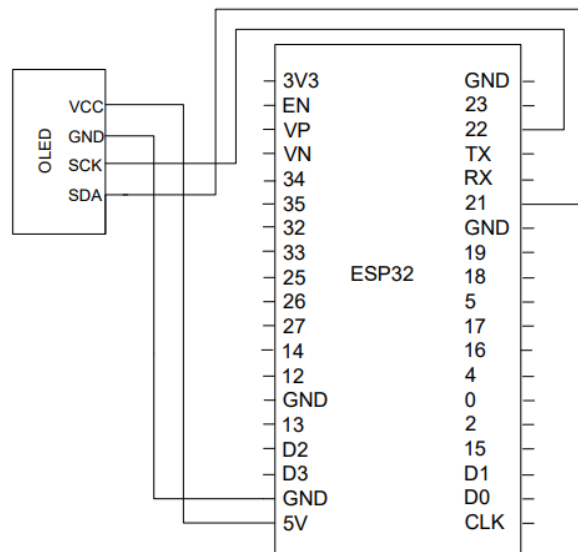 OLED
VCC
GND
SCK
SDA
ESP32
3V3
EN
VP
VN
34
35
32
33
25
26
27
14
12
GND
13
D2
D3
GND
5V
GND
23
22
TX
RX
21
GND
19
18
5
17
16
4
0
2
15
D1
D0
CLK